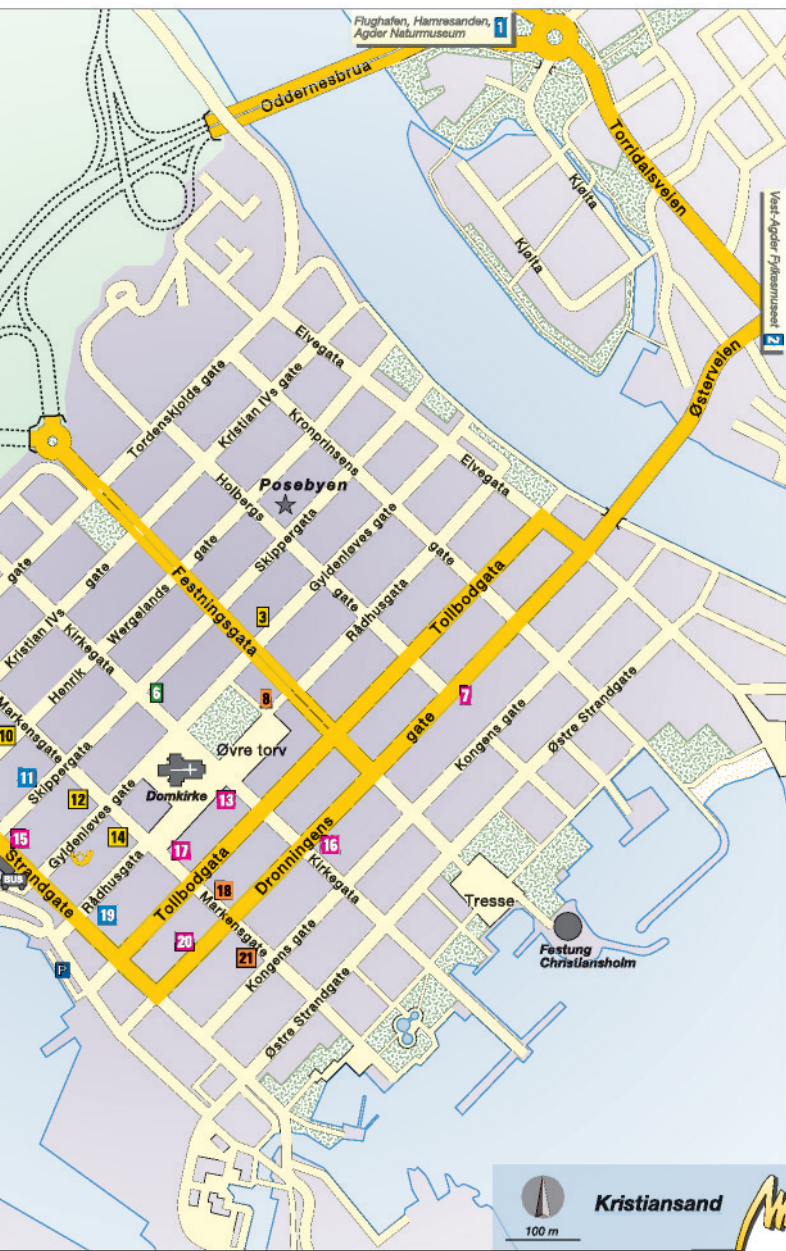 Flughafen, Hamresanden,
Agder Naturmuseum
1
Oddernesbrua
Torridalsveien
Kjølta
Kjølta
Vest-Agder Fylkesmuseet
2
Østerveien
Elvegata
Tordenskjolds gate
Kristian IVs gate
Kronprinsens
gate
Elvegata
Holbergs
gate
Posebyen
Skippergata
Gyldenløves gate
Rådhusgata
Tollbodgata
Festningsgata
3
gate
gate
gate
Kristian IVs
Kirkegata
Wergelands
Henrik
6
8
7
gate
Kongens gate
Østre Strandgate
Markensgate
10
11
Skippergata
12
Gyldenløves gate
14
Øvre torv
Domkirke
13
15
17
16
Strandgate
BUS
Rådhusgata
Tollbodgata
Dronningens
Kirkegata
18
19
Markensgate
20
21
Kongens gate
Østre Strandgate
P
Tresse
Festung
Christiansholm
100 m
Kristiansand